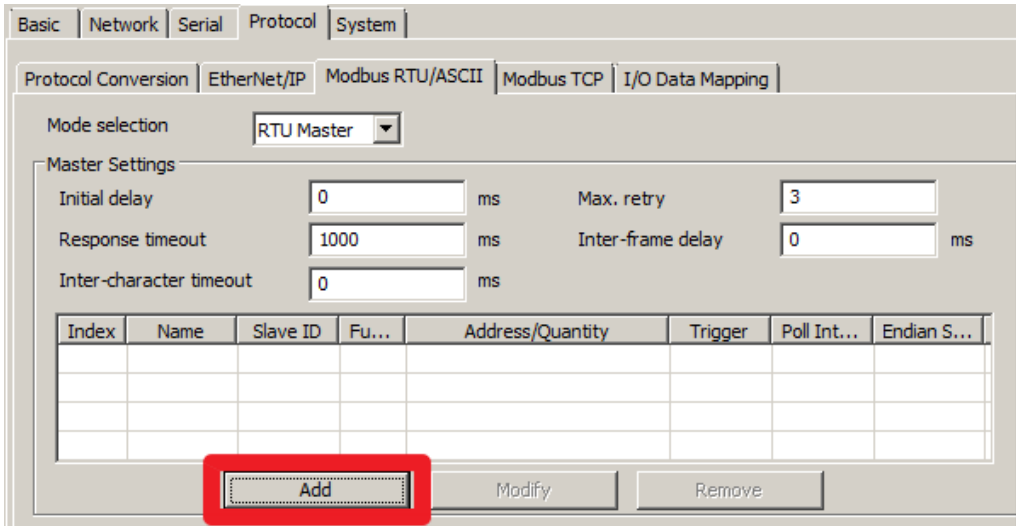 Basic Network Serial Protocol System
Protocol Conversion EtherNet/IP Modbus RTU/ASCII Modbus TCP I/O Data Mapping
Mode selection RTU Master
Master Settings
Initial delay 0 ms Max. retry 3
Response timeout 1000 ms Inter-frame delay 0 ms
Inter-character timeout 0 ms
Index Name Slave ID Fu... Address/Quantity Trigger Poll Int... Endian S...
Add Modify Remove